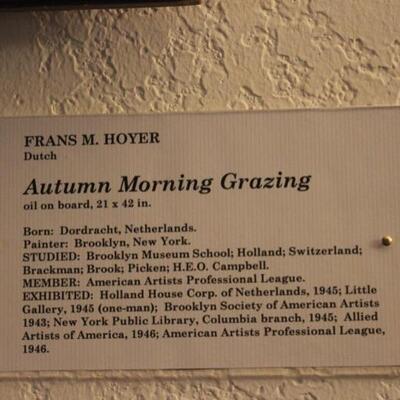 FRANS M. HOYER
Dutch
Autumn Morning Grazing
oil on board, 21 x 42 in.
Born: Dordracht, Netherlands.
Painter: Brooklyn, New York.
STUDIED: Brooklyn Museum School; Holland; Switzerland;
Brackman; Brook; Picken; H.E.O. Campbell.
MEMBER: American Artists Professional League.
EXHIBITED: Holland House Corp. of Netherlands, 1945; Little
Gallery, 1945 (one-man); Brooklyn Society of American Artists
1943; New York Public Library, Columbia branch, 1945; Allied
Artists of America, 1946; American Artists Professional League,
1946.